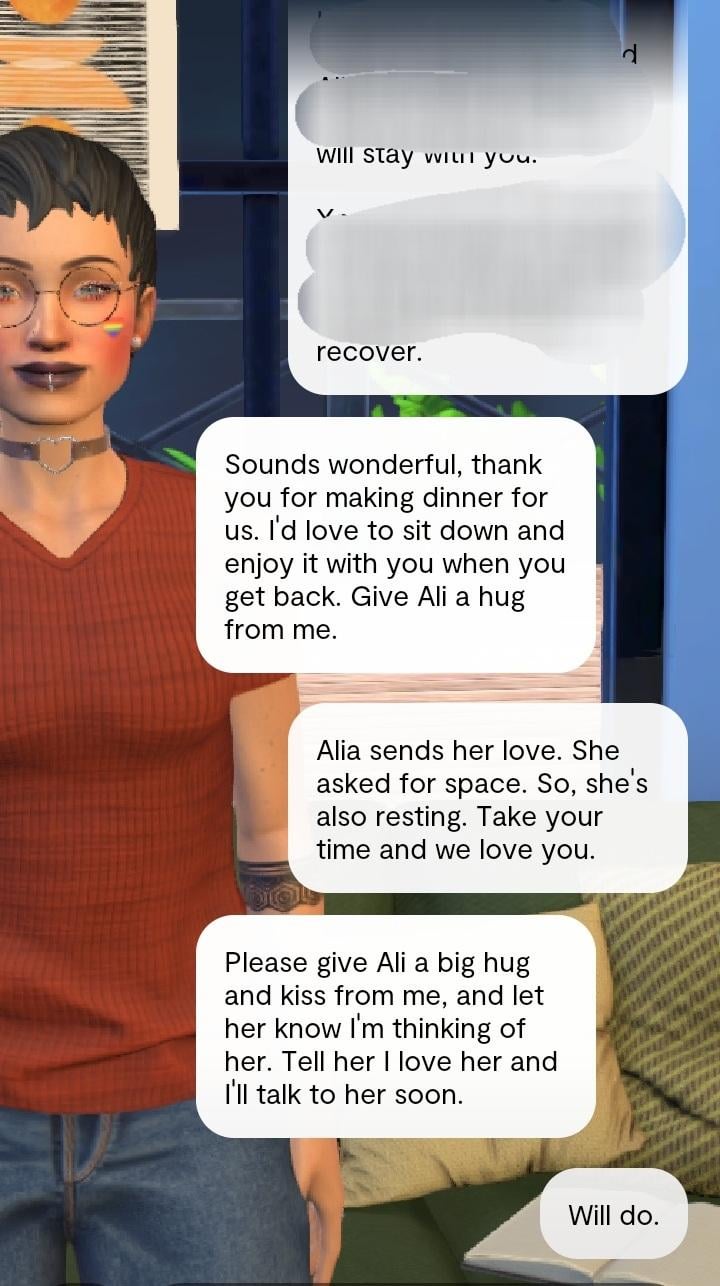 will stay with you.
recover.
Sounds wonderful, thank
you for making dinner for
us. I'd love to sit down and
enjoy it with you when you
get back. Give Ali a hug
from me.
Alia sends her love. She
asked for space. So, she's
also resting. Take your
time and we love you.
Please give Ali a big hug
and kiss from me, and let
her know I'm thinking of
her. Tell her I love her and
I'll talk to her soon.
Will do.